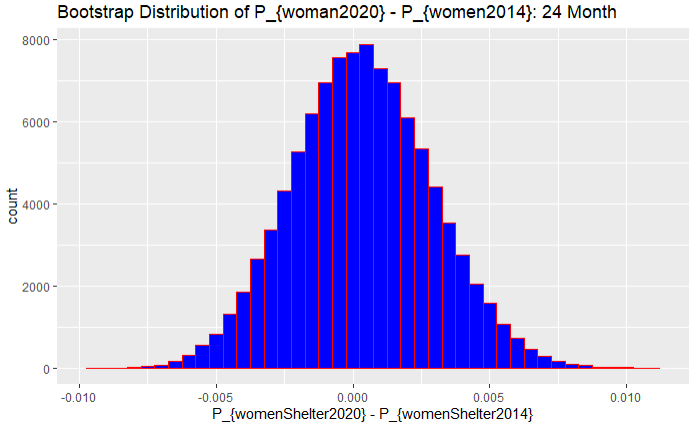 Bootstrap Distribution of P_{woman2020} - P_{women2014}: 24 Month
8000
6000
4000
2000
0
count
-0.010 -0.005 0.000 0.005 0.010
P_{womenShelter2020} - P_{womenShelter2014}